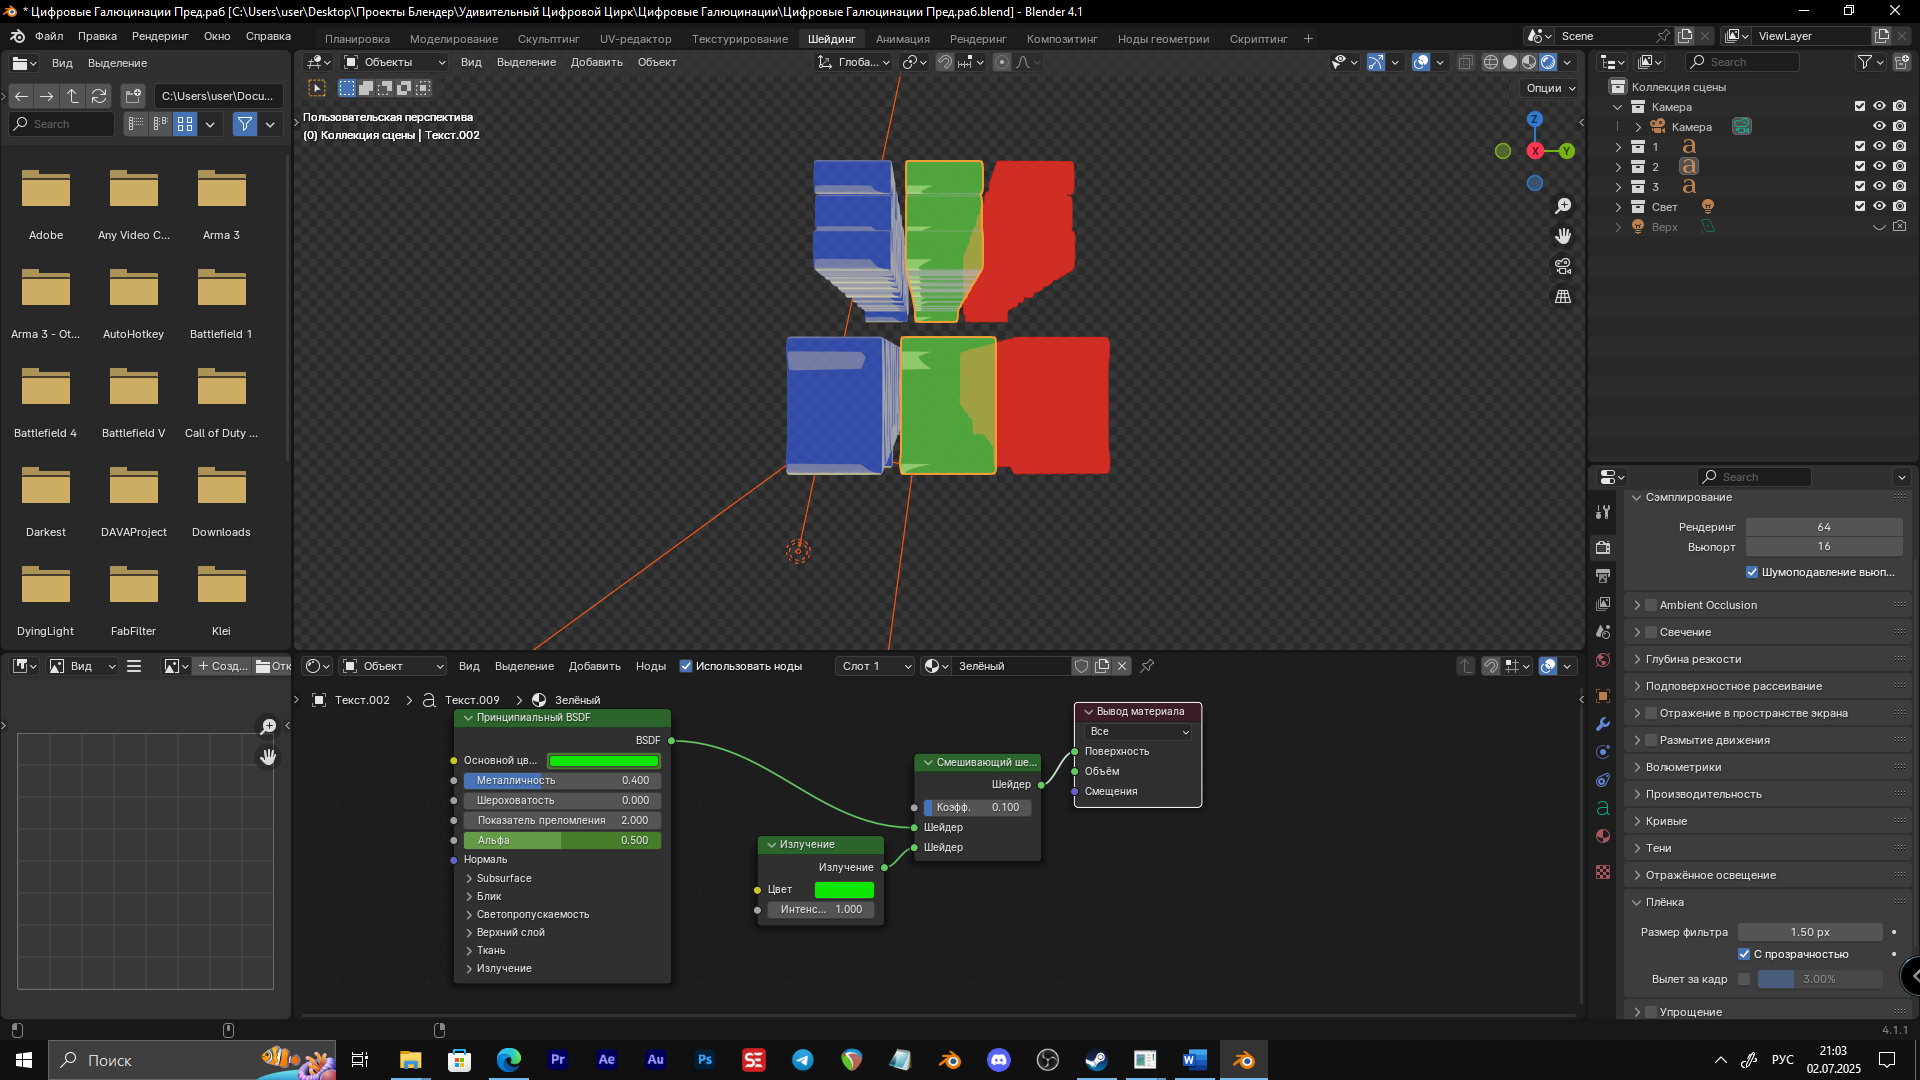 * Цифровые Галюцинации Пред.раб [C:\Users\user\Desktop\Проекты Блендер\Удивительный Цифровой Цирк\Цифровые Галюцинации\Цифровые Галюцинации Пред.раб.blend] - Blender 4.1
Файл Правка Рендеринг Окно Справка
Планировка Моделирование Скульптинг UV-редактор Текстурирование Шейдинг Анимация Рендеринг Композитинг Ноды геометрии Скриптинг +
Scene
ViewLayer
Вид Выделение
C:\Users\user\Docu...
Search
Adobe
Any Video C...
Arma 3
Arma 3 - Ot...
AutoHotkey
Battlefield 1
Battlefield 4
Battlefield V
Call of Duty ...
Darkest
DAVAProject
Downloads
DyingLight
FabFilter
Klei
Объекты Вид Выделение Добавить Объект
Глоба...
Опции
Пользовательская перспектива
(0) Коллекция сцены | Текст.002
Z
X
Y
Search
Коллекция сцены
Камера
Камера
1
2
3
Свет
Верх
Search
Сэмплирование
Рендеринг 64
Вьюпорт 16
Шумоподавление вьюп...
Ambient Occlusion
Свечение
Глубина резкости
Подповерхностное рассеивание
Отражение в пространстве экрана
Размытие движения
Волюметрики
Производительность
Кривые
Тени
Отражённое освещение
Плёнка
Размер фильтра 1.50 px
С прозрачностью
Вылет за кадр 3.00%
Упрощение
Вид
+ Созд...
Отк
Объект Вид Выделение Добавить Ноды Использовать ноды
Слот 1
Зелёный
Текст.002 > Текст.009 > Зелёный
Принципиальный BSDF
BSDF
Основной цв...
Металличность 0.400
Шероховатость 0.000
Показатель преломления 2.000
Альфа 0.500
Нормаль
Subsurface
Блик
Светопропускаемость
Верхний слой
Ткань
Излучение
Излучение
Излучение
Цвет
Интенс... 1.000
Смешивающий ше...
Шейдер
Коэфф. 0.100
Шейдер
Шейдер
Вывод материала
Все
Поверхность
Объём
Смещения
4.1.1
Поиск
Pr
Ae
Au
Ps
SE
W
РУС
21:03
02.07.2025